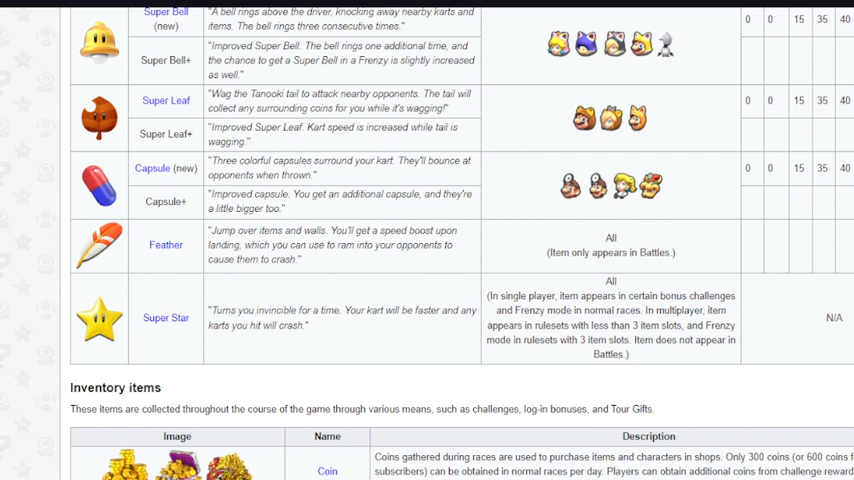 Super Bell
(new)
"A bell rings above the driver, knocking away nearby karts and
items. The bell rings three consecutive times."
0 0 15 35 40
Super Bell+
"Improved Super Bell. The bell rings one additional time, and
the chance to get a Super Bell in a Frenzy is slightly increased
as well."
Super Leaf
"Wag the Tanooki tail to attack nearby opponents. The tail will
collect any surrounding coins for you while it's wagging!"
0 0 15 35 40
Super Leaf+
"Improved Super Leaf. Kart speed is increased while tail is
wagging."
Capsule (new)
"Three colorful capsules surround your kart. They'll bounce at
opponents when thrown."
0 0 15 35 40
Capsule+
"Improved capsule. You get an additional capsule, and they're
a little bigger too."
Feather
"Jump over items and walls. You'll get a speed boost upon
landing, which you can use to ram into your opponents to
cause them to crash."
All
(Item only appears in Battles.)
Super Star
"Turns you invincible for a time. Your kart will be faster and any
karts you hit will crash."
All
(In single player, item appears in certain bonus challenges
and Frenzy mode in normal races. In multiplayer, item
appears in rulesets with less than 3 item slots, and Frenzy
mode in rulesets with 3 item slots. Item does not appear in
Battles.)
N/A
Inventory items
These items are collected throughout the course of the game through various means, such as challenges, log-in bonuses, and Tour Gifts.
Image Name Description
Coin
Coins gathered during races are used to purchase items and characters in shops. Only 300 coins (or 600 coins f
subscribers) can be obtained in normal races per day. Players can obtain additional coins from challenge reward